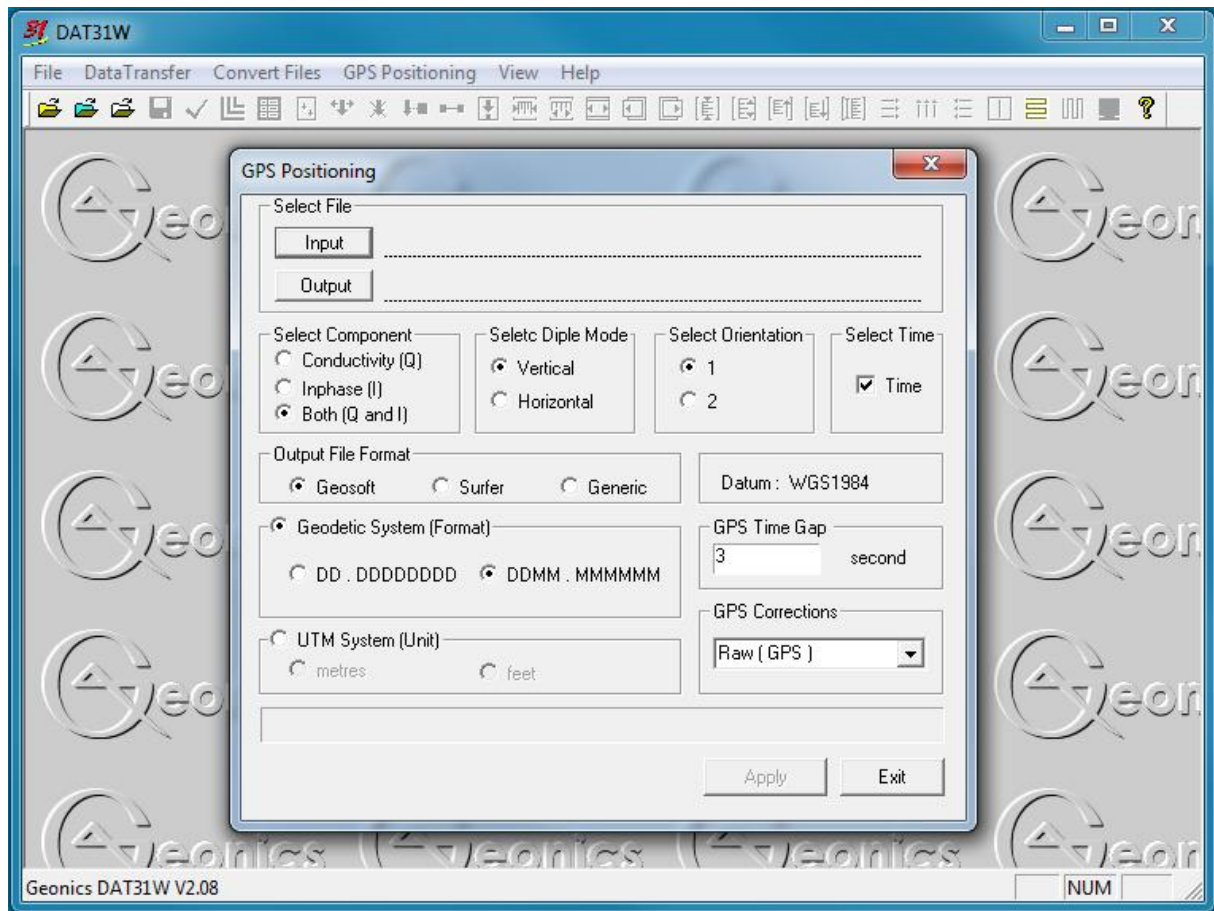 DAT31W
File DataTransfer Convert Files GPS Positioning View Help
GPS Positioning
Select File
Input
Output
Select Component
Conductivity (Q)
Inphase (I)
Both (Q and I)
Seletc Diple Mode
Vertical
Horizontal
Select Orientation
1
2
Select Time
Time
Output File Format
Geosoft Surfer Generic
Datum : WGS1984
Geodetic System (Format)
DD . DDDDDDDD DDMM . MMMMMM
GPS Time Gap
3 second
UTM System (Unit)
metres feet
GPS Corrections
Raw ( GPS )
Apply Exit
Geonics Geonics
Geonics DAT31W V2.08 NUM